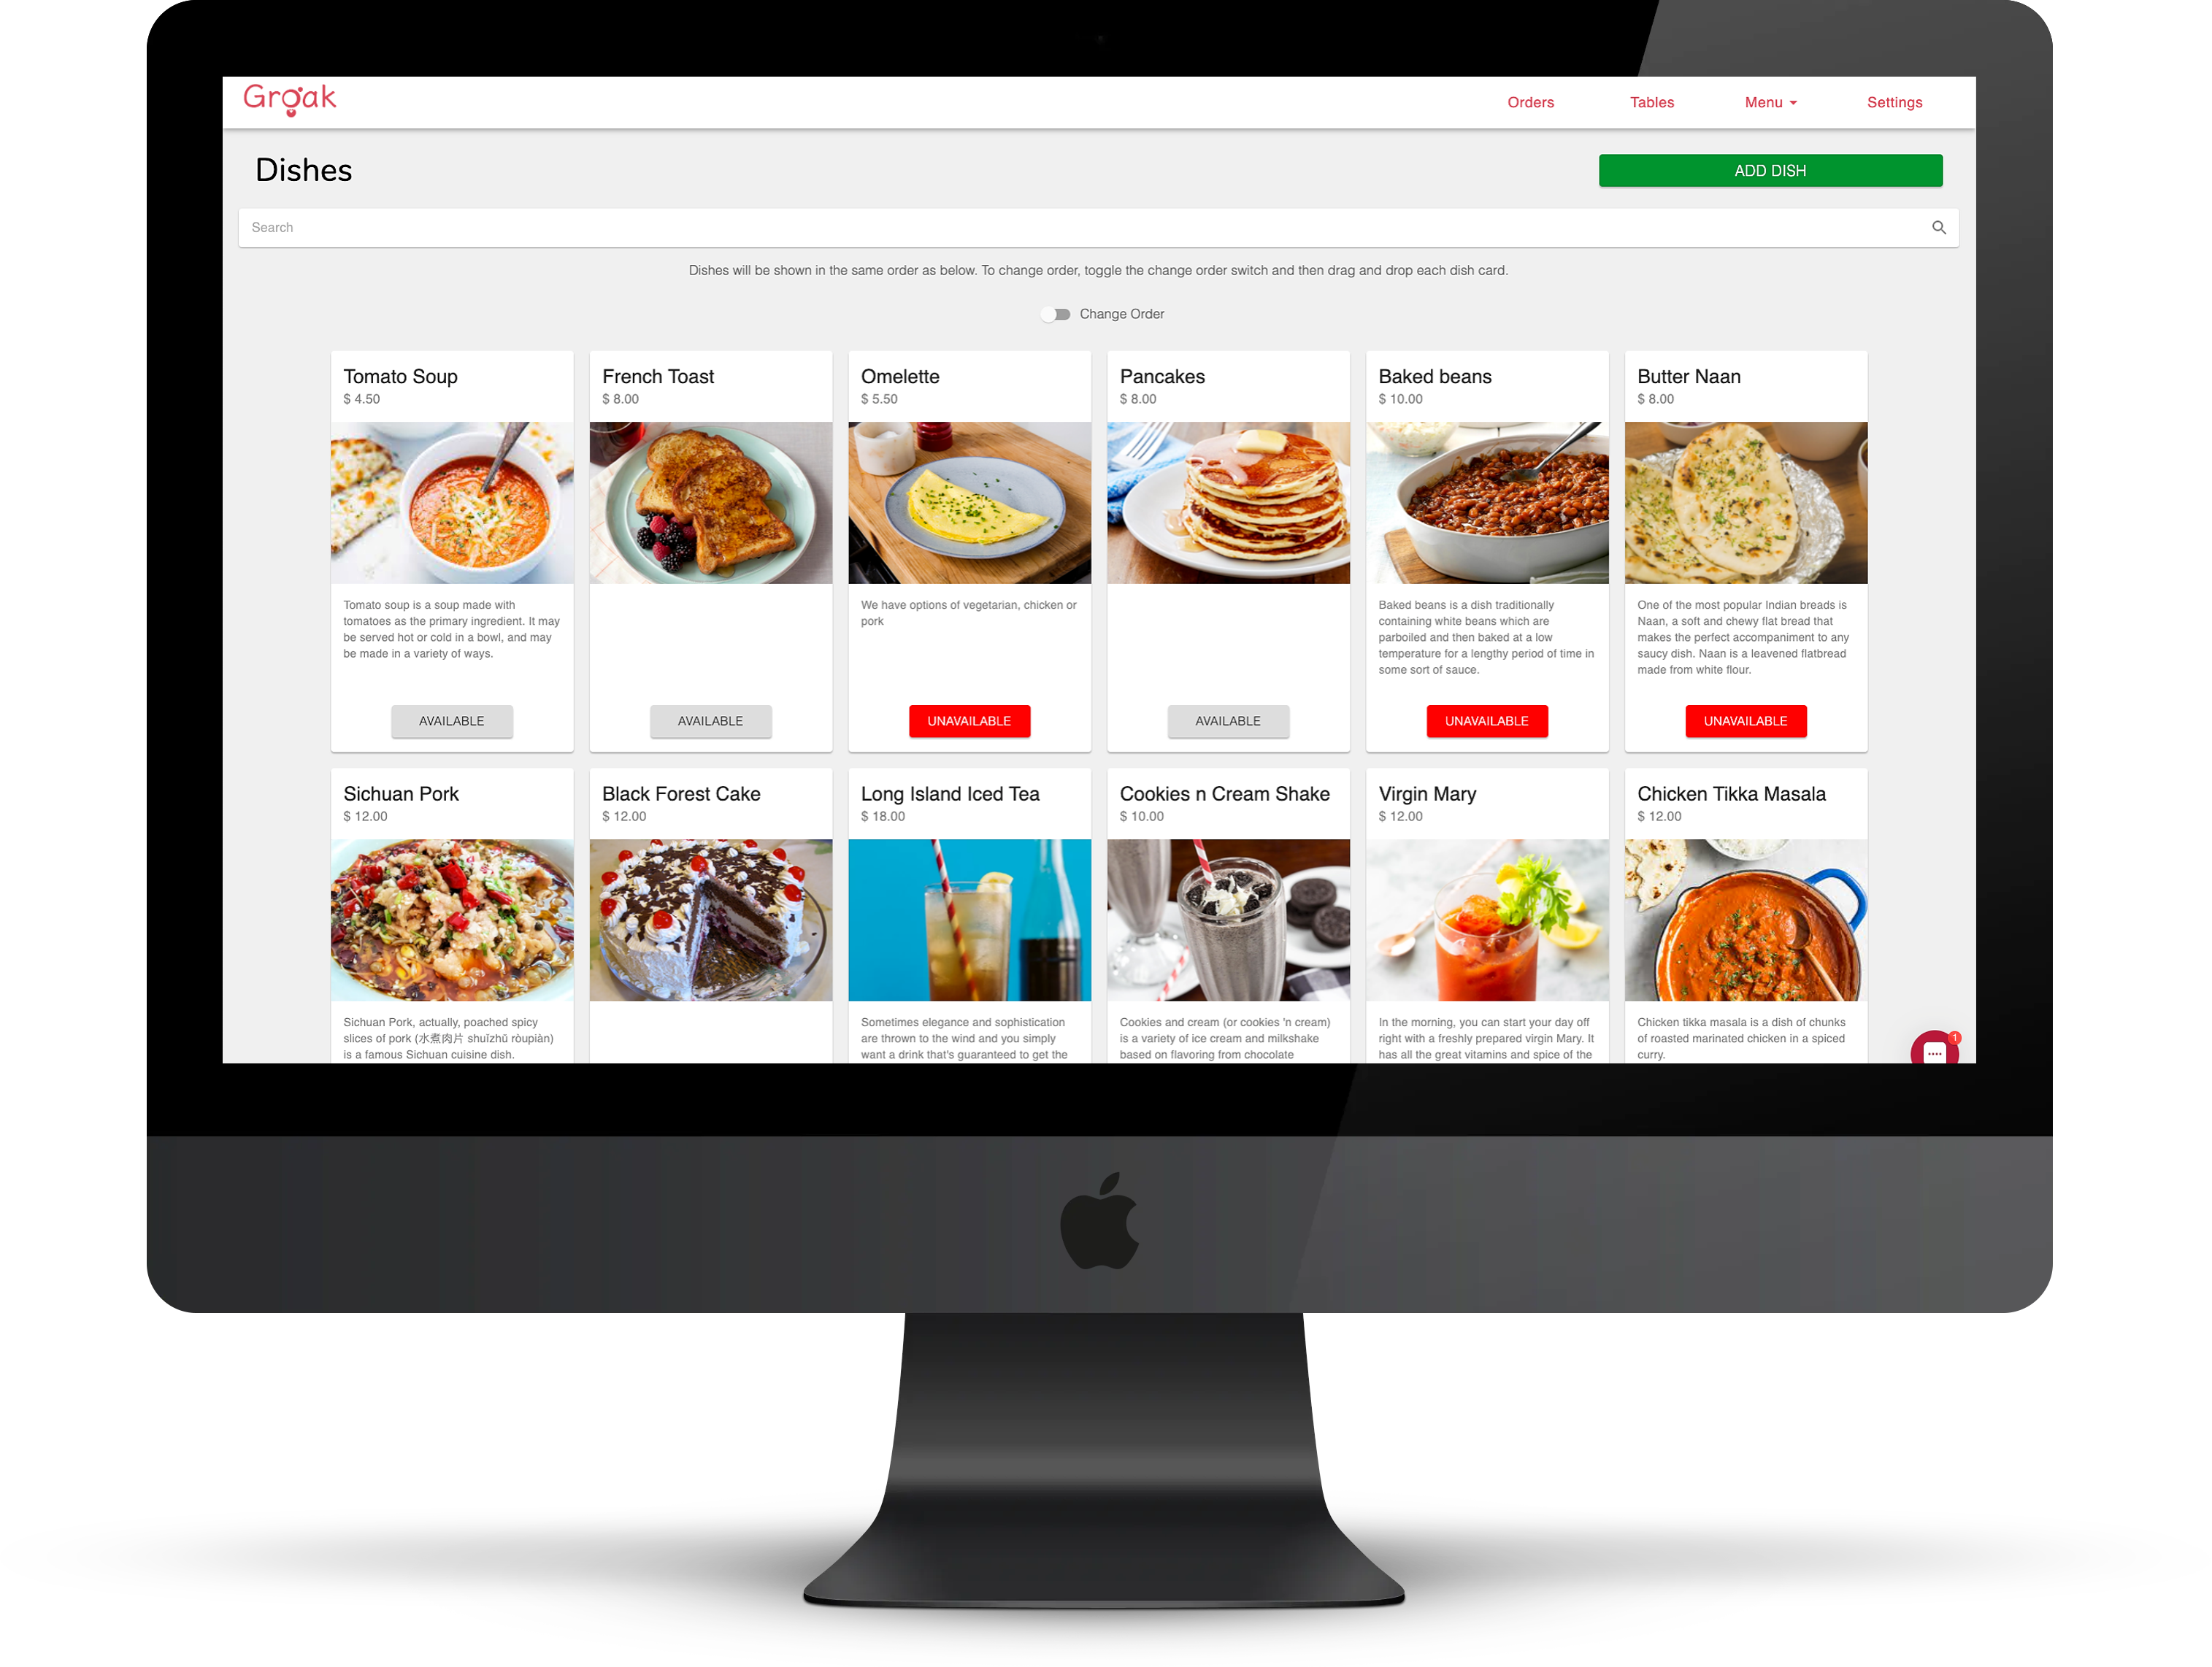 Groak
Orders
Tables
Menu
Settings
Dishes
ADD DISH
Search
Dishes will be shown in the same order as below. To change order, toggle the change order switch and then drag and drop each dish card.
Change Order
Tomato Soup
$ 4.50
Tomato soup is a soup made with
tomatoes as the primary ingredient. It may
be served hot or cold in a bowl, and may
be made in a variety of ways.
AVAILABLE
French Toast
$ 8.00
AVAILABLE
Omelette
$ 5.50
We have options of vegetarian, chicken or
pork
UNAVAILABLE
Pancakes
$ 8.00
AVAILABLE
Baked beans
$ 10.00
Baked beans is a dish traditionally
containing white beans which are
parboiled and then baked at a low
temperature for a lengthy period of time in
some sort of sauce.
UNAVAILABLE
Butter Naan
$ 8.00
One of the most popular Indian breads is
Naan, a soft and chewy flat bread that
makes the perfect accompaniment to any
saucy dish. Naan is a leavened flatbread
made from white flour.
UNAVAILABLE
Sichuan Pork
$ 12.00
Sichuan Pork, actually, poached spicy
slices of pork (水煮肉片 shuǐzhǔ ròupiàn)
is a famous Sichuan cuisine dish.
Black Forest Cake
$ 12.00
Long Island Iced Tea
$ 18.00
Sometimes elegance and sophistication
are thrown to the wind and you simply
want a drink that's guaranteed to get the
Cookies n Cream Shake
$ 10.00
Cookies and cream (or cookies 'n cream)
is a variety of ice cream and milkshake
based on flavoring from chocolate
Virgin Mary
$ 12.00
In the morning, you can start your day off
right with a freshly prepared virgin Mary. It
has all the great vitamins and spice of the
Chicken Tikka Masala
$ 12.00
Chicken tikka masala is a dish of chunks
of roasted marinated chicken in a spiced
curry.
1